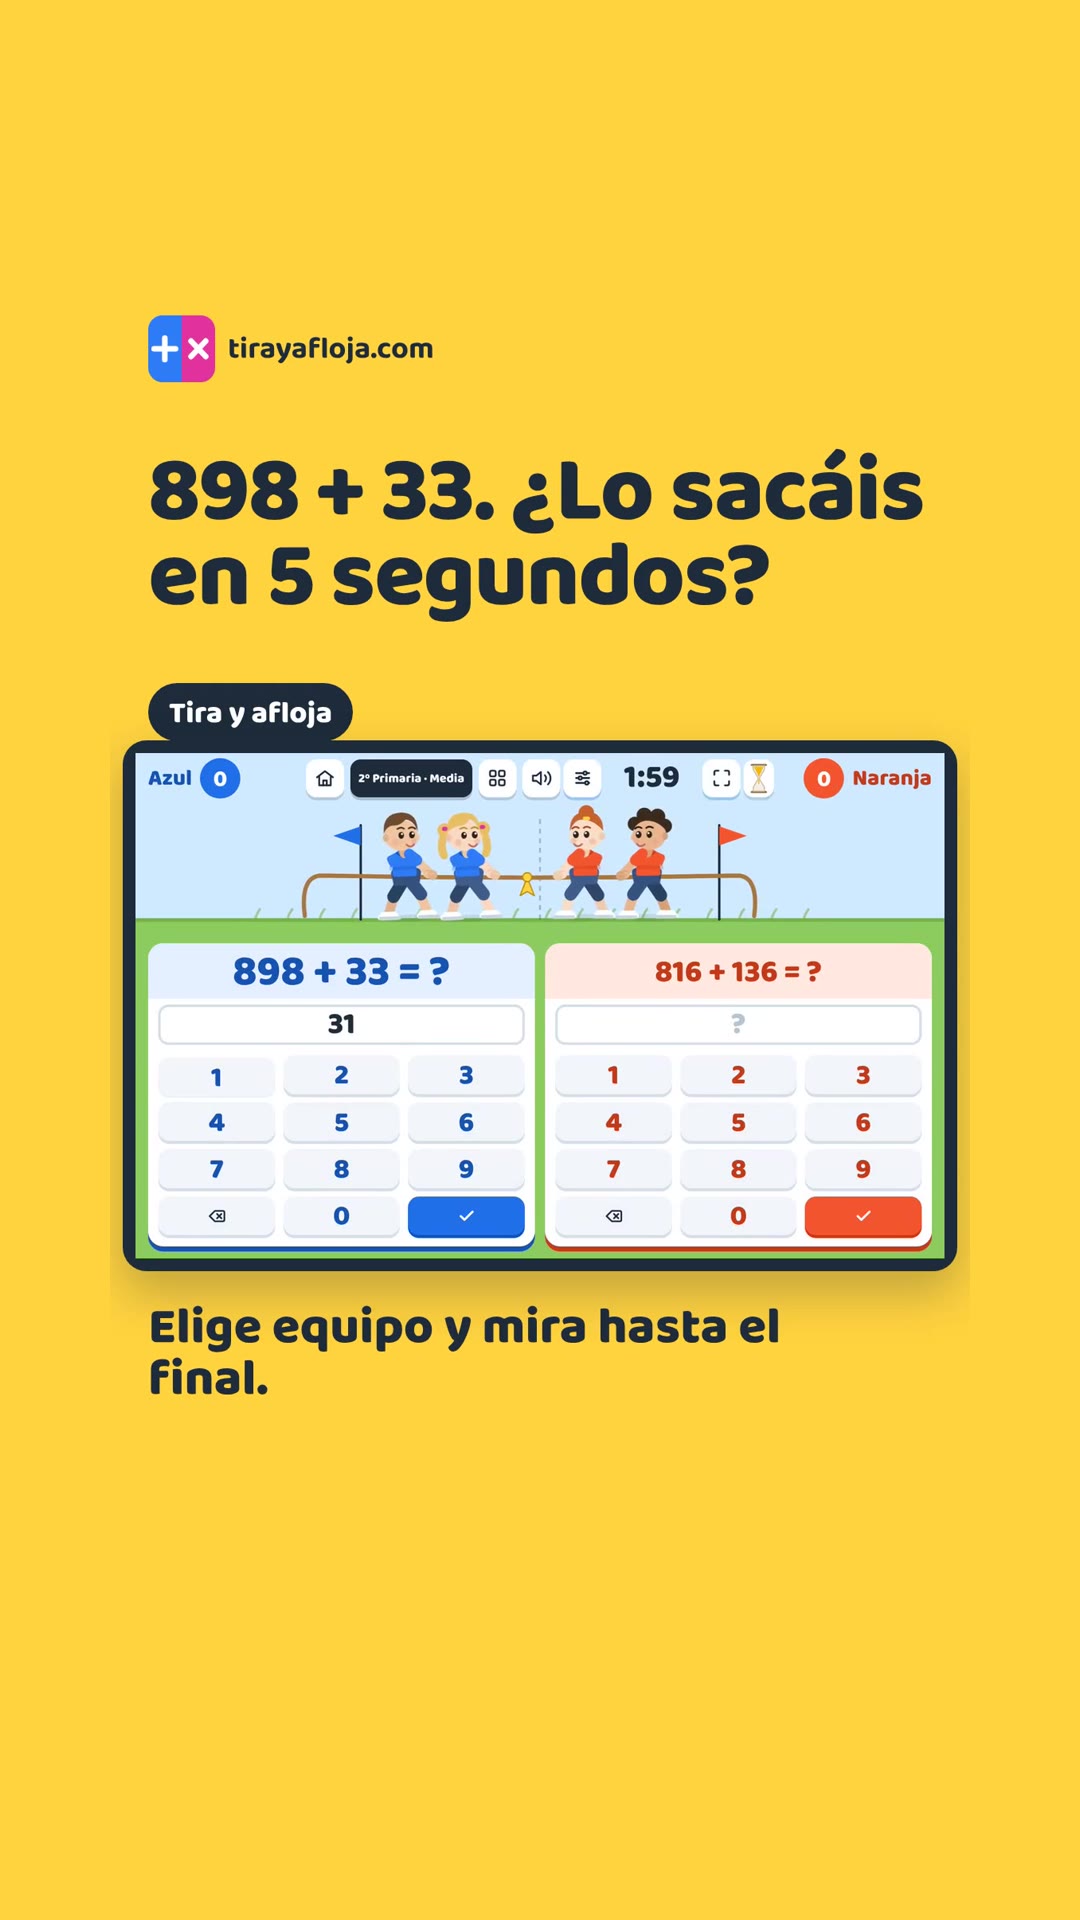 +×
tirayafloja.com
898 + 33. ¿Lo sacáis
en 5 segundos?
Tira y afloja
Azul 0
2º Primaria · Media
1:59
0 Naranja
898 + 33 = ?
31
1 2 3
4 5 6
7 8 9
0
816 + 136 = ?
?
1 2 3
4 5 6
7 8 9
0
Elige equipo y mira hasta el
final.